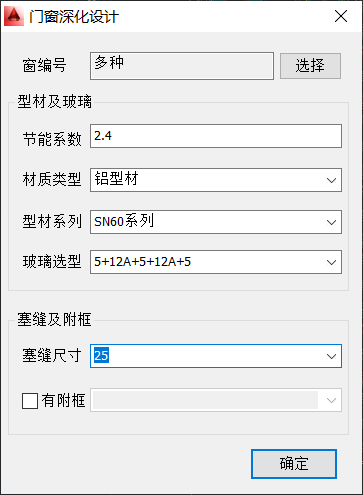 门窗深化设计
窗编号 多种 选择
型材及玻璃
节能系数 2.4
材质类型 铝型材
型材系列 SN60系列
玻璃选型 5+12A+5+12A+5
塞缝及附框
塞缝尺寸 25
有附框
确定